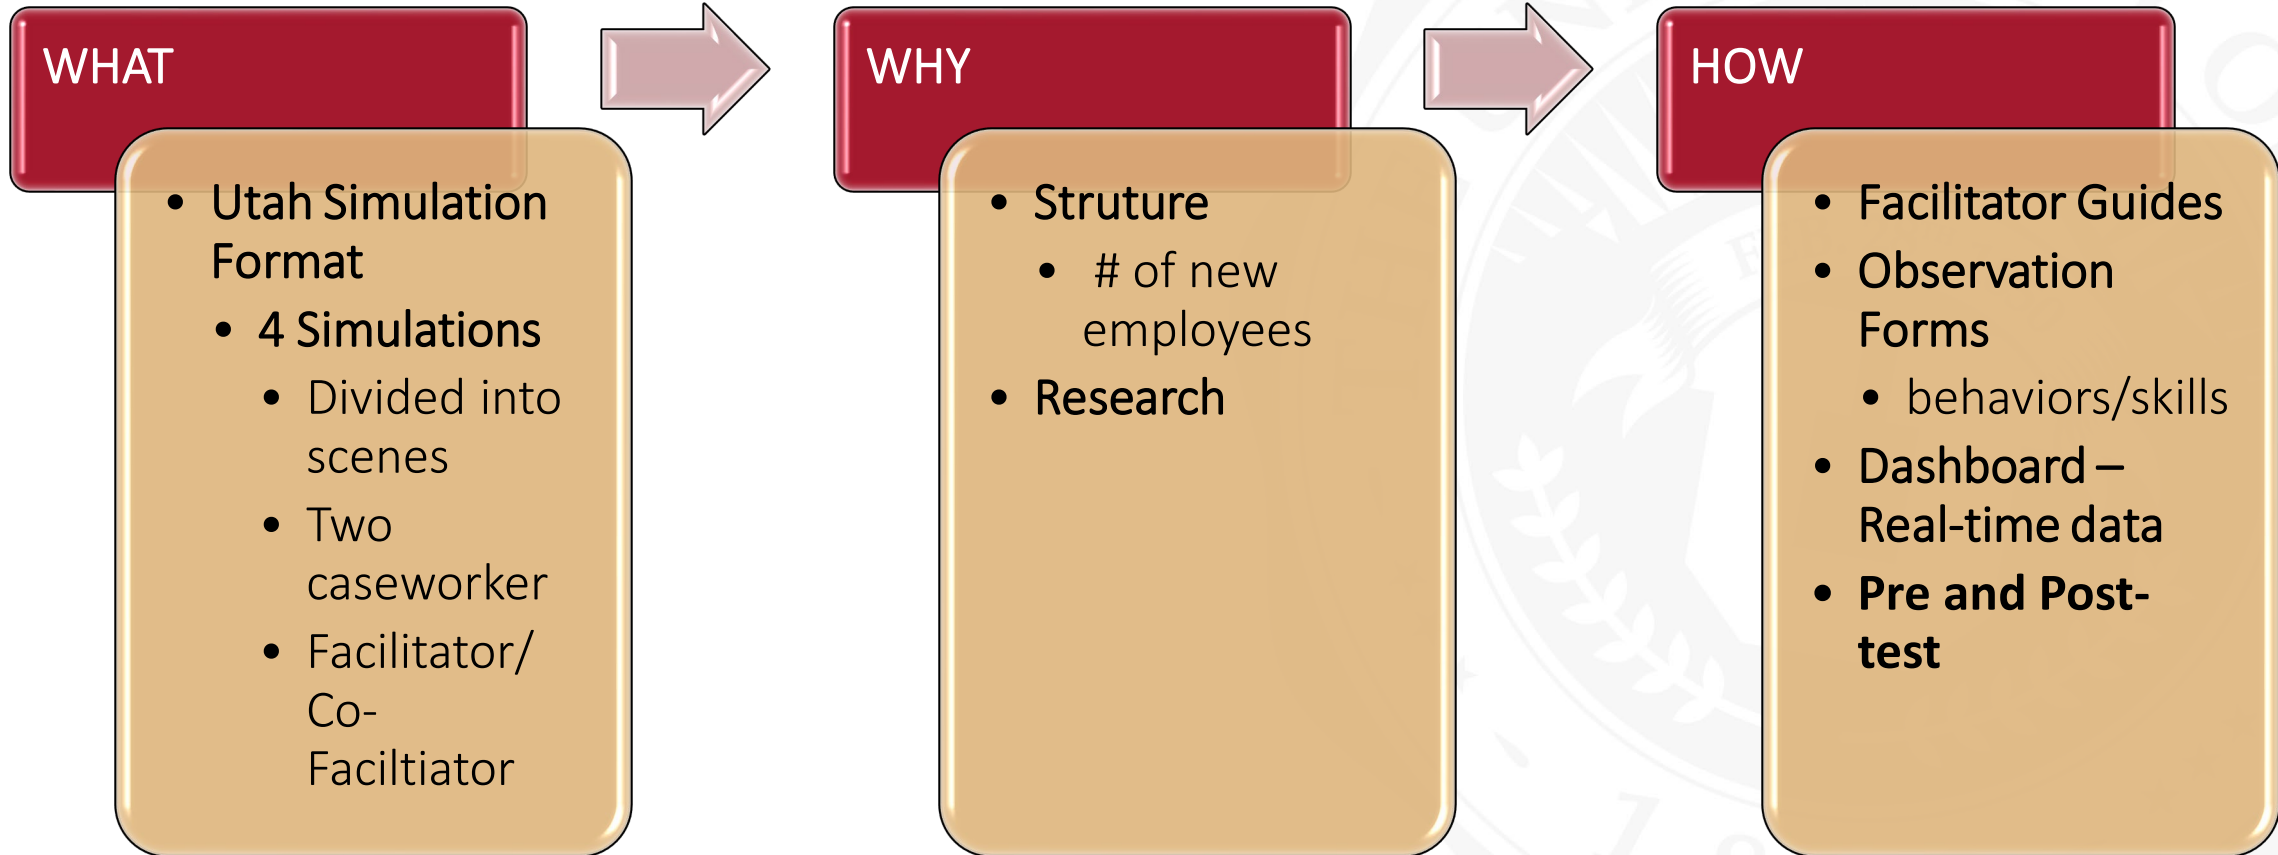 WHAT
• Utah Simulation
Format
• 4 Simulations
• Divided into
scenes
• Two
caseworker
• Facilitator/
Co-
Faciltiator
WHY
• Struture
• # of new
employees
• Research
HOW
• Facilitator Guides
• Observation
Forms
• behaviors/skills
• Dashboard –
Real-time data
• Pre and Post-
test